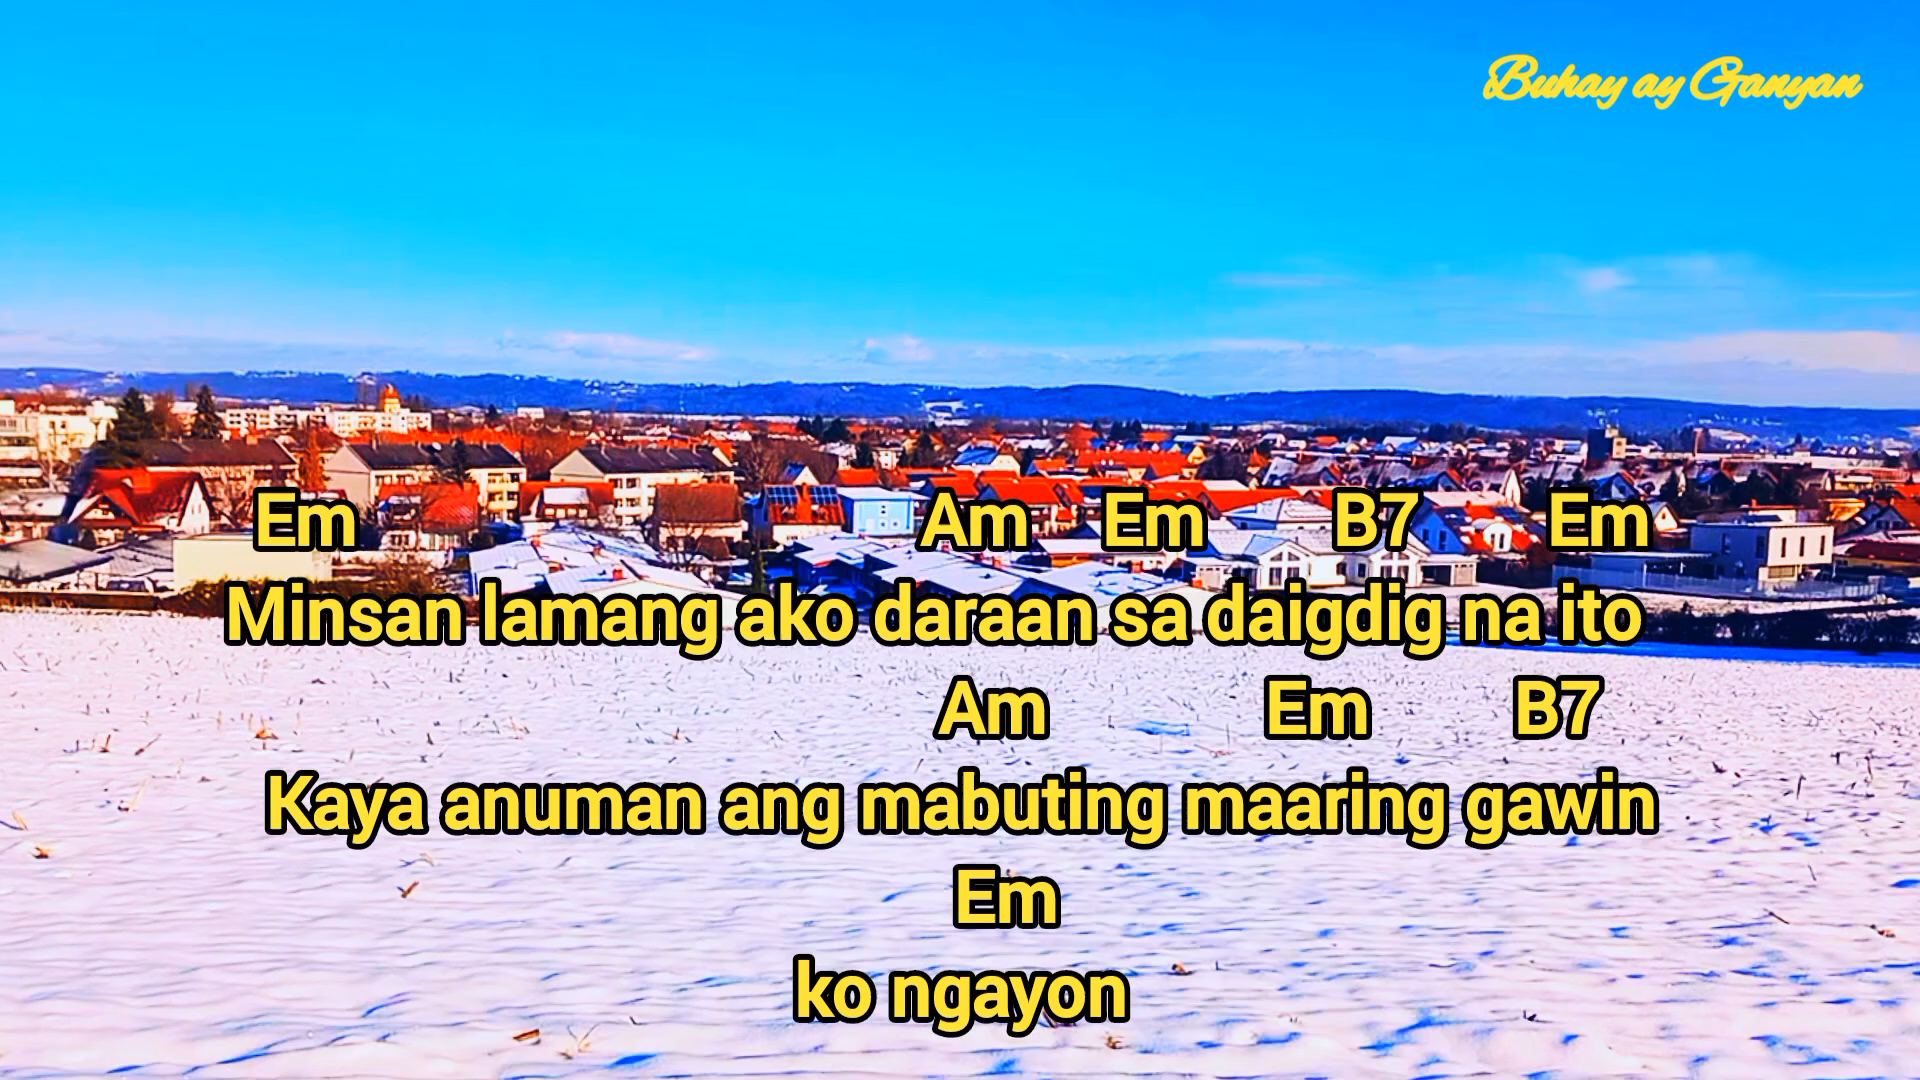 Buhay ay Ganyan
Em Am Em B7 Em
Minsan lamang ako daraan sa daigdig na ito
Am Em B7
Kaya anuman ang mabuting maaring gawin
Em
ko ngayon